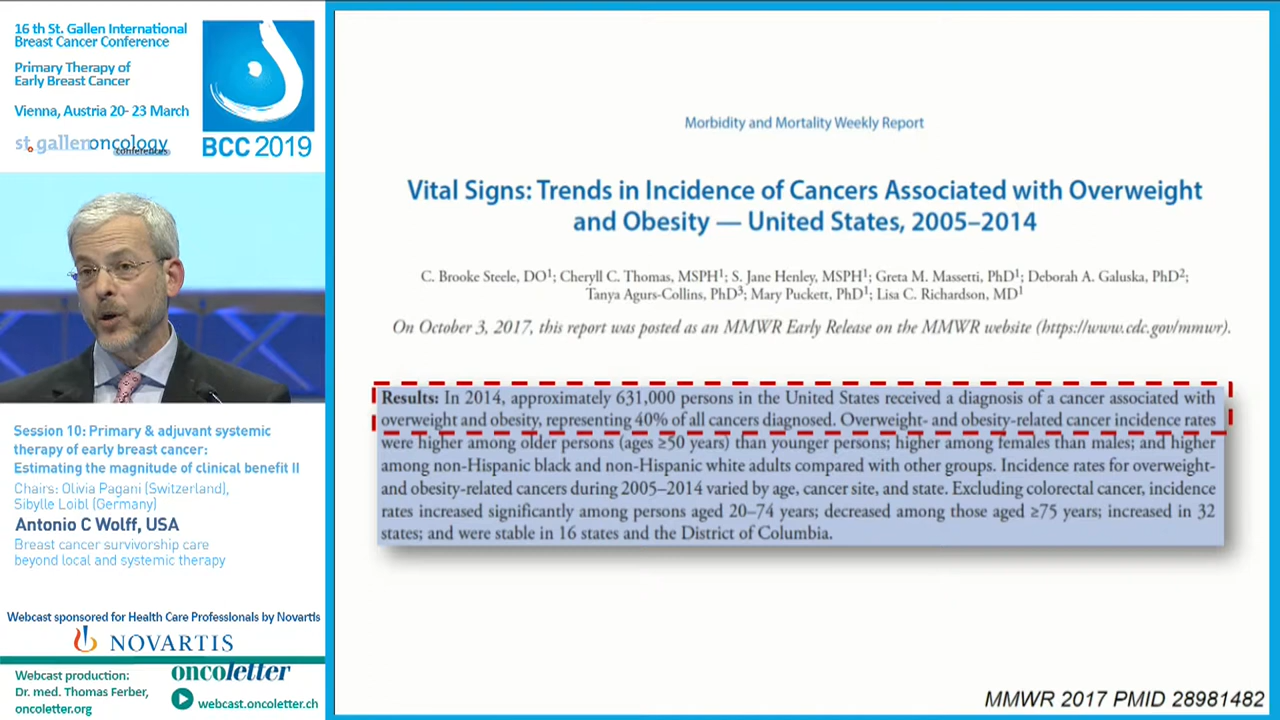 16 th St. Gallen International
Breast Cancer Conference
Primary Therapy of
Early Breast Cancer
Vienna, Austria 20- 23 March
st.gallenoncology
conferences
BCC 2019
Session 10: Primary & adjuvant systemic
therapy of early breast cancer:
Estimating the magnitude of clinical benefit II
Chairs: Olivia Pagani (Switzerland),
Sibylle Loibl (Germany)
Antonio C Wolff, USA
Breast cancer survivorship care
beyond local and systemic therapy
Webcast sponsored for Health Care Professionals by Novartis
NOVARTIS
Webcast production:
Dr. med. Thomas Ferber,
oncoletter.org
oncoletter
webcast.oncoletter.ch
Morbidity and Mortality Weekly Report
Vital Signs: Trends in Incidence of Cancers Associated with Overweight
and Obesity — United States, 2005–2014
C. Brooke Steele, DO1; Cheryll C. Thomas, MSPH1; S. Jane Henley, MSPH1; Greta M. Massetti, PhD1; Deborah A. Galuska, PhD2;
Tanya Agurs-Collins, PhD3; Mary Puckett, PhD1; Lisa C. Richardson, MD1
On October 3, 2017, this report was posted as an MMWR Early Release on the MMWR website (https://www.cdc.gov/mmwr).
Results: In 2014, approximately 631,000 persons in the United States received a diagnosis of a cancer associated with
overweight and obesity, representing 40% of all cancers diagnosed. Overweight- and obesity-related cancer incidence rates
were higher among older persons (ages ≥50 years) than younger persons; higher among females than males; and higher
among non-Hispanic black and non-Hispanic white adults compared with other groups. Incidence rates for overweight-
and obesity-related cancers during 2005–2014 varied by age, cancer site, and state. Excluding colorectal cancer, incidence
rates increased significantly among persons aged 20–74 years; decreased among those aged ≥75 years; increased in 32
states; and were stable in 16 states and the District of Columbia.
MMWR 2017 PMID 28981482